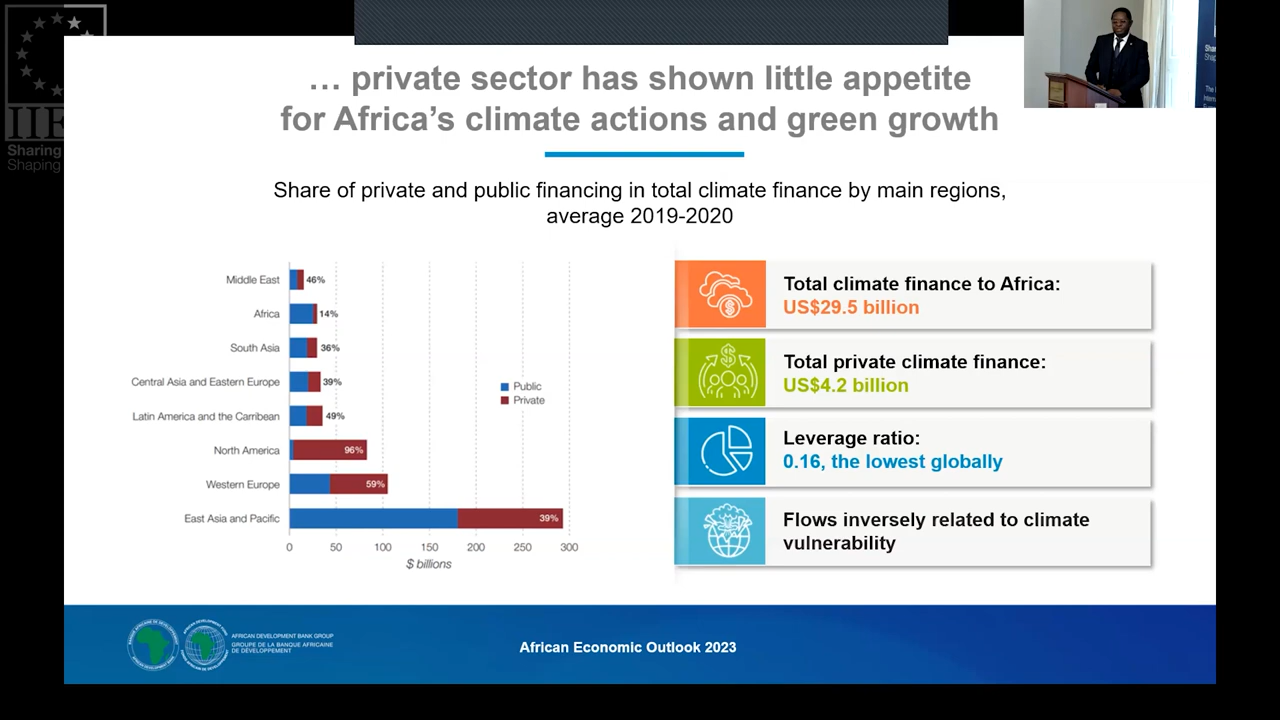 IIE
Sharing
Shaping
… private sector has shown little appetite
for Africa's climate actions and green growth
Share of private and public financing in total climate finance by main regions,
average 2019-2020
Middle East 46%
Africa 14%
South Asia 36%
Central Asia and Eastern Europe 39%
Latin America and the Carribean 49%
North America 96%
Western Europe 59%
East Asia and Pacific 39%
0 50 100 150 200 250 300
$ billions
Public
Private
Total climate finance to Africa:
US$29.5 billion
Total private climate finance:
US$4.2 billion
Leverage ratio:
0.16, the lowest globally
Flows inversely related to climate
vulnerability
AFRICAN DEVELOPMENT BANK GROUP
GROUPE DE LA BANQUE AFRICAINE
DE DÉVELOPPEMENT
African Economic Outlook 2023